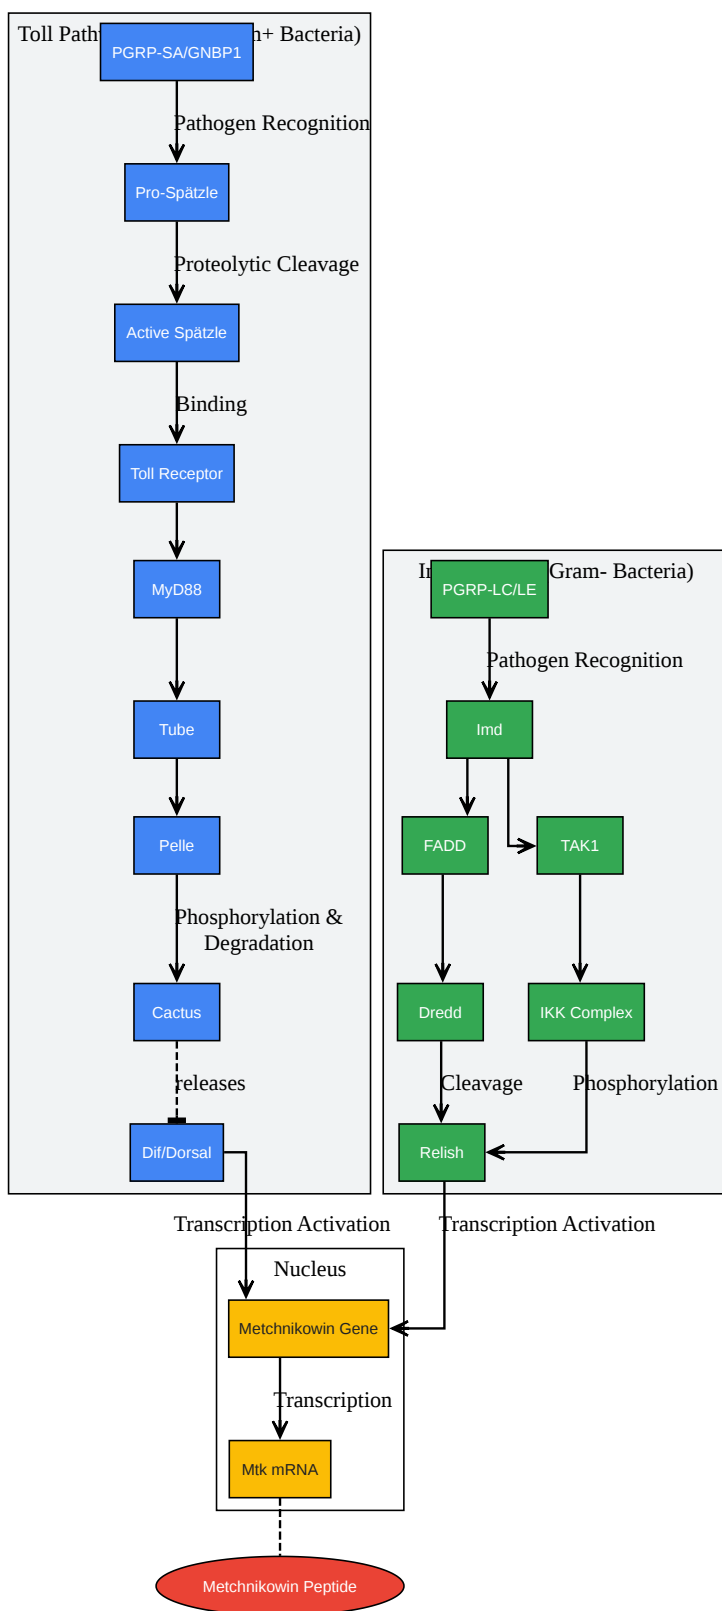 Toll Path
n+ Bacteria)
PGRP-SA/GNBP1
Pathogen Recognition
Pro-Spätzle
Proteolytic Cleavage
Active Spätzle
Binding
Toll Receptor
MyD88
Tube
Pelle
Phosphorylation &
Degradation
Cactus
releases
Dif/Dorsal
Transcription Activation
Gram- Bacteria)
PGRP-LC/LE
Pathogen Recognition
Imd
FADD
TAK1
Dredd
IKK Complex
Cleavage
Phosphorylation
Relish
Transcription Activation
Nucleus
Metchnikowin Gene
Transcription
Mtk mRNA
Metchnikowin Peptide